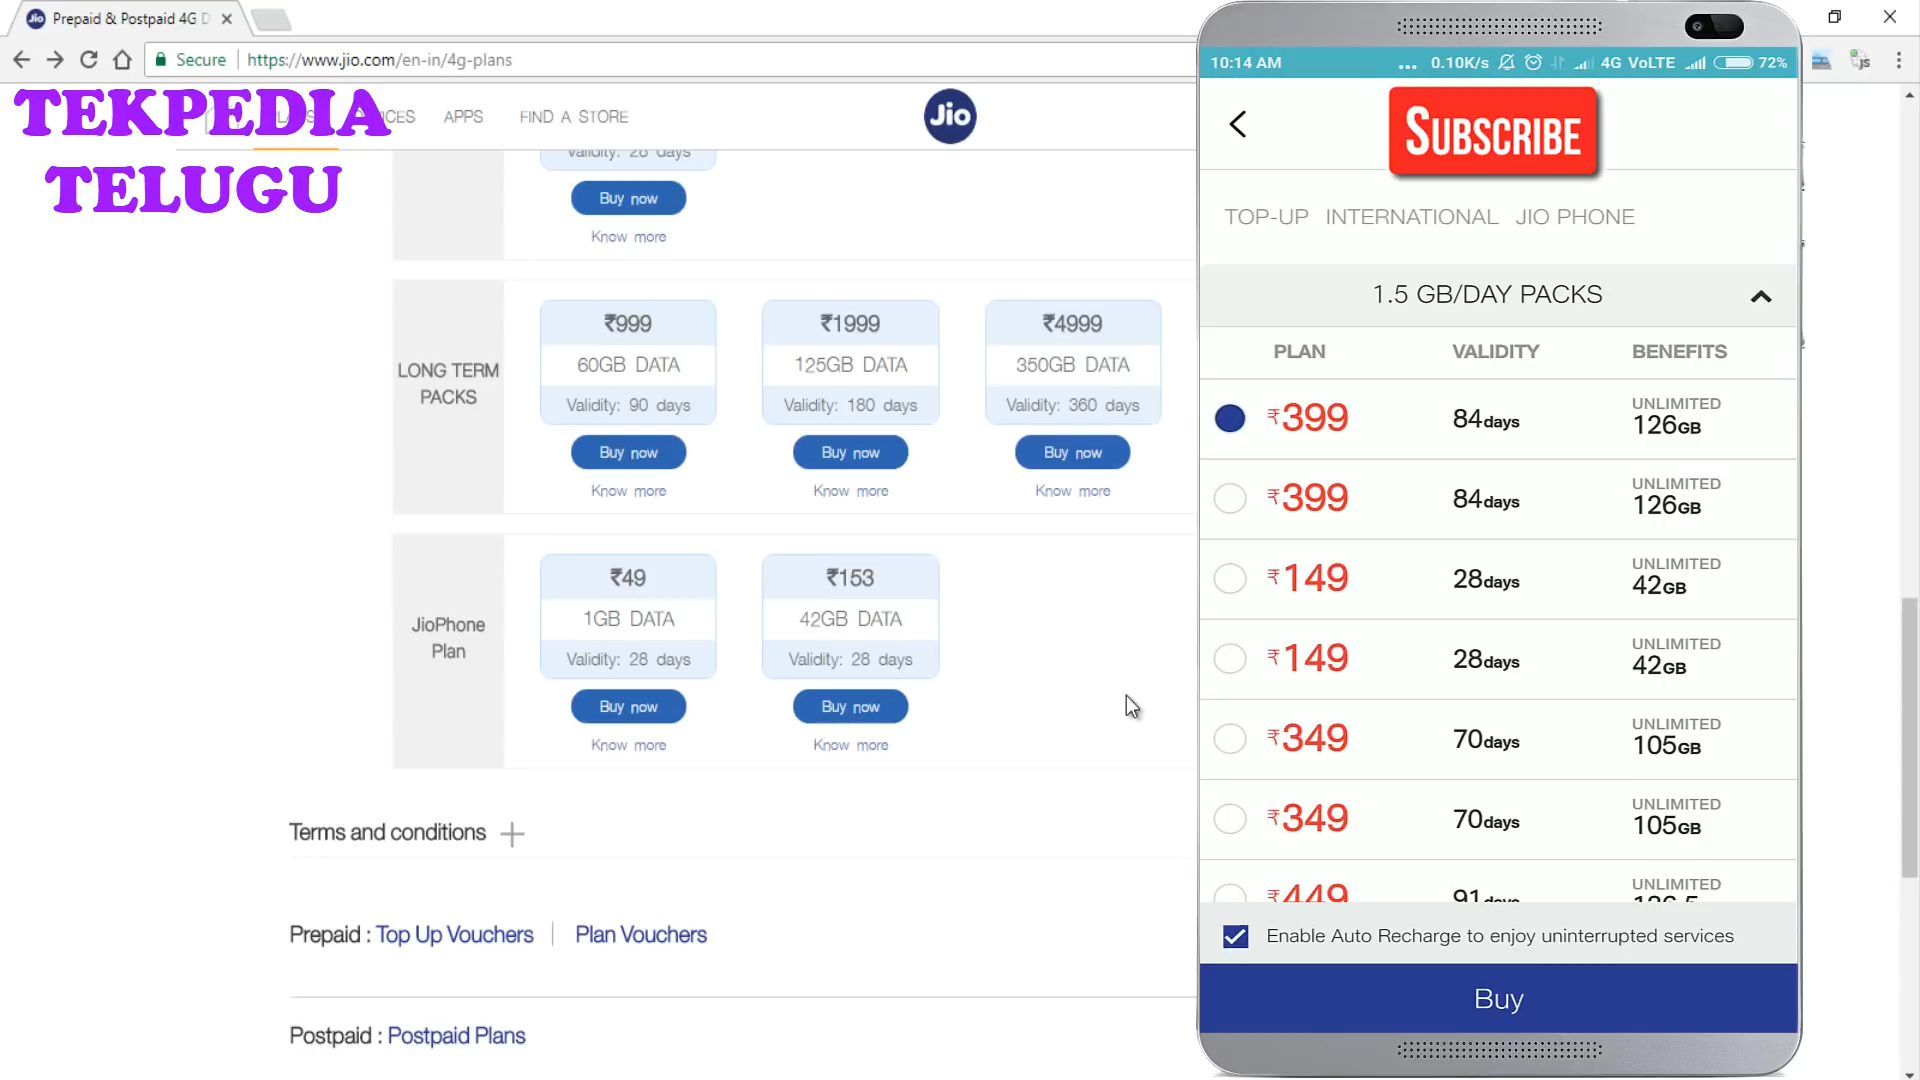 Jio Prepaid & Postpaid 4G D
Secure https://www.jio.com/en-in/4g-plans
TEKPEDIA
TELUGU
APPS FIND A STORE
Jio
Validity: 28 days
Buy now
Know more
LONG TERM
PACKS
₹999 ₹1999 ₹4999
60GB DATA 125GB DATA 350GB DATA
Validity: 90 days Validity: 180 days Validity: 360 days
Buy now Buy now Buy now
Know more Know more Know more
JioPhone
Plan
₹49 ₹153
1GB DATA 42GB DATA
Validity: 28 days Validity: 28 days
Buy now Buy now
Know more Know more
Terms and conditions
Prepaid : Top Up Vouchers Plan Vouchers
Postpaid : Postpaid Plans
10:14 AM ... 0.10K/s 4G VoLTE 72%
SUBSCRIBE
TOP-UP INTERNATIONAL JIO PHONE
1.5 GB/DAY PACKS
PLAN VALIDITY BENEFITS
₹399 84days UNLIMITED
126GB
₹399 84days UNLIMITED
126GB
₹149 28days UNLIMITED
42GB
₹149 28days UNLIMITED
42GB
₹349 70days UNLIMITED
105GB
₹349 70days UNLIMITED
105GB
₹449 91days UNLIMITED
Enable Auto Recharge to enjoy uninterrupted services
Buy